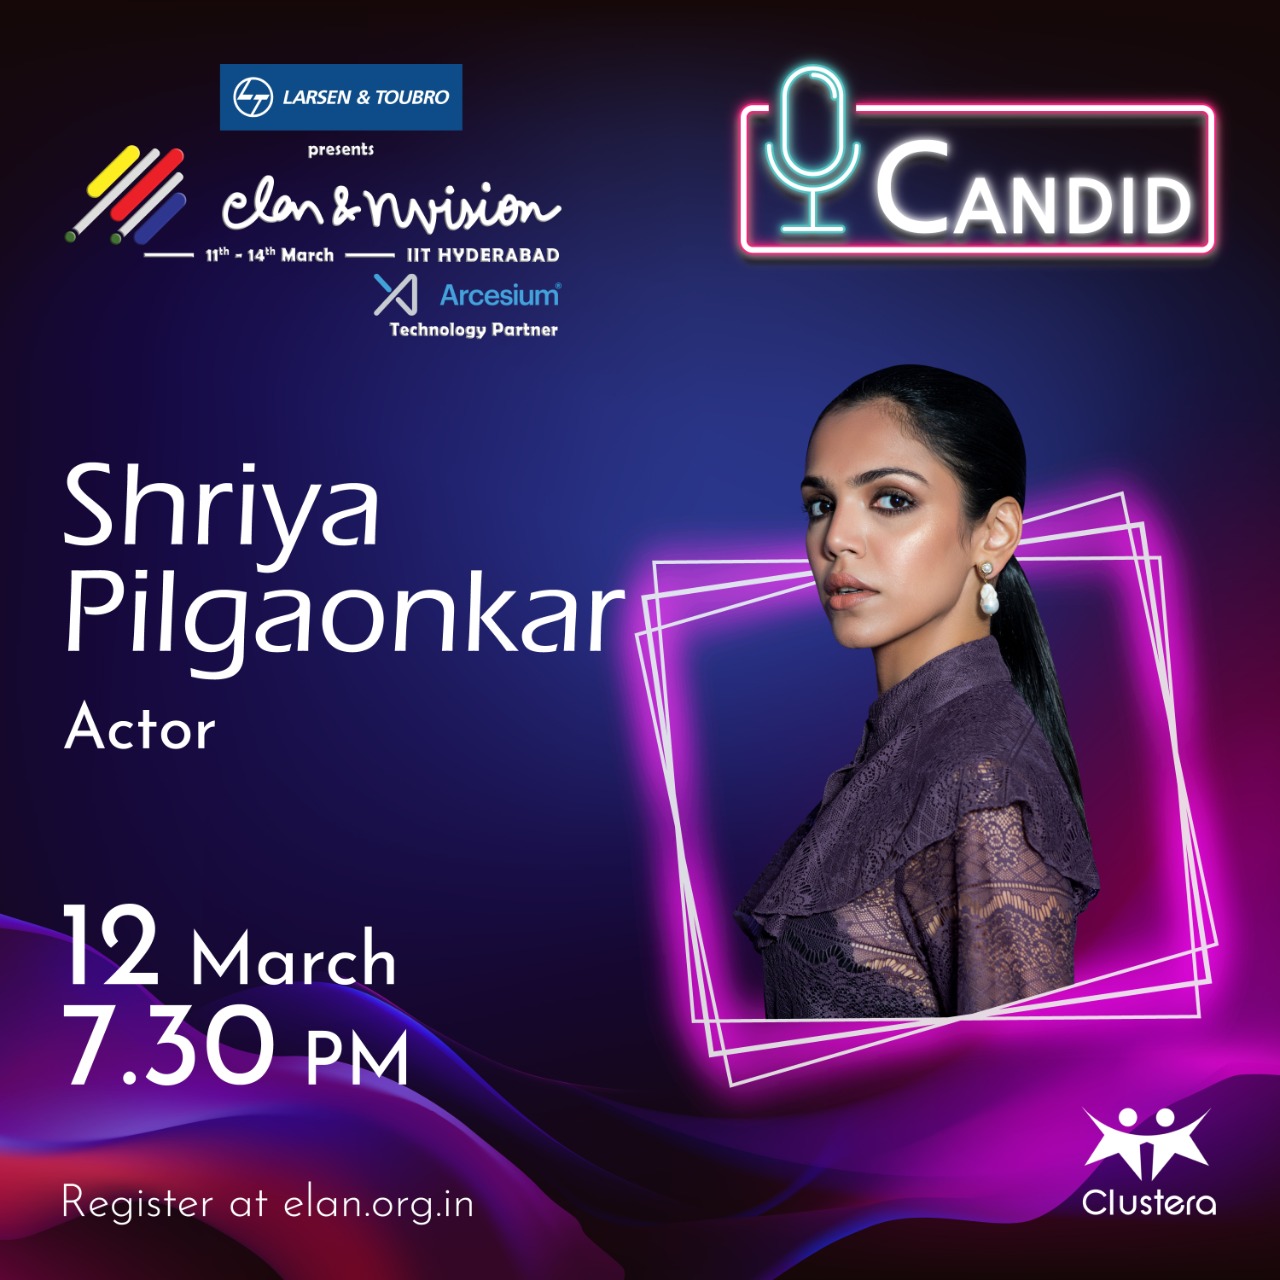 LARSEN & TOUBRO
presents
elan & nvision
11th - 14th March
IIT HYDERABAD
Arcesium®
Technology Partner
CANDID
Shriya
Pilgaonkar
Actor
12 March
7.30 PM
Register at elan.org.in
Clustera